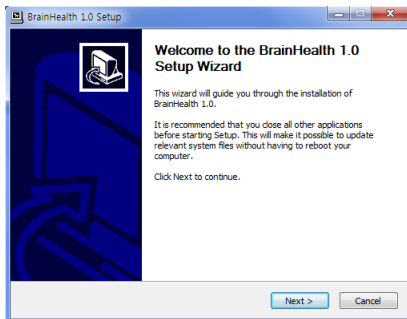 BrainHealth 1.0 Setup
Welcome to the BrainHealth 1.0
Setup Wizard
This wizard will guide you through the installation of
BrainHealth 1.0.
It is recommended that you close all other applications
before starting Setup. This will make it possible to update
relevant system files without having to reboot your
computer.
Click Next to continue.
Next >
Cancel